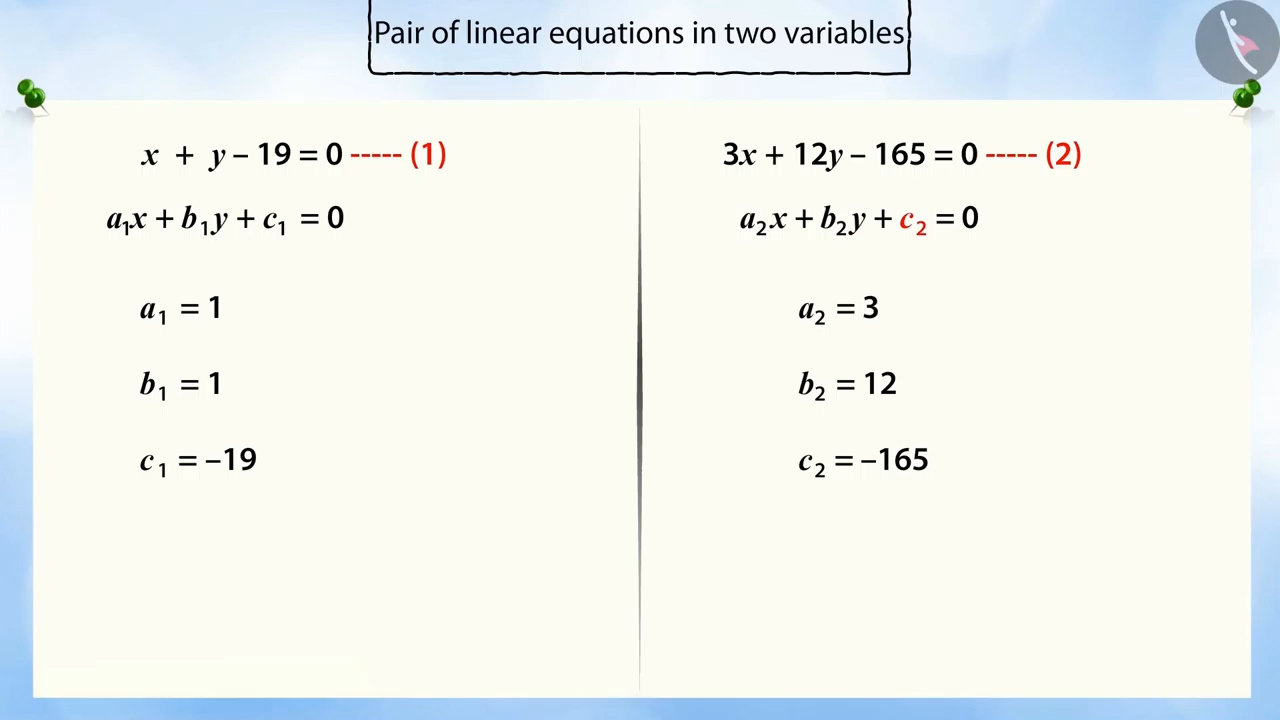 Pair of linear equations in two variables
x + y – 19 = 0 ----- (1)
a₁x + b₁y + c₁ = 0
a₁ = 1
b₁ = 1
c₁ = –19
3x + 12y – 165 = 0 ----- (2)
a₂x + b₂y + c₂ = 0
a₂ = 3
b₂ = 12
c₂ = –165